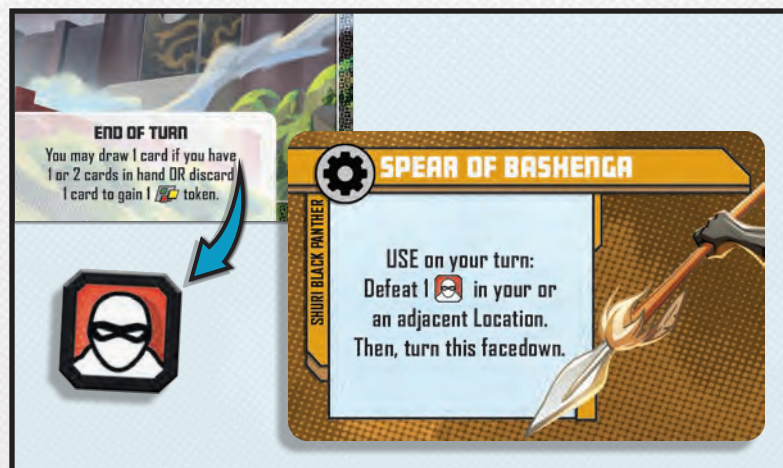 END OF TURN
You may draw 1 card if you have
1 or 2 cards in hand OR discard
1 card to gain 1 token.
SPEAR OF BASHENGA
SHURI BLACK PANTHER
USE on your turn:
Defeat 1 in your or
an adjacent Location.
Then, turn this facedown.